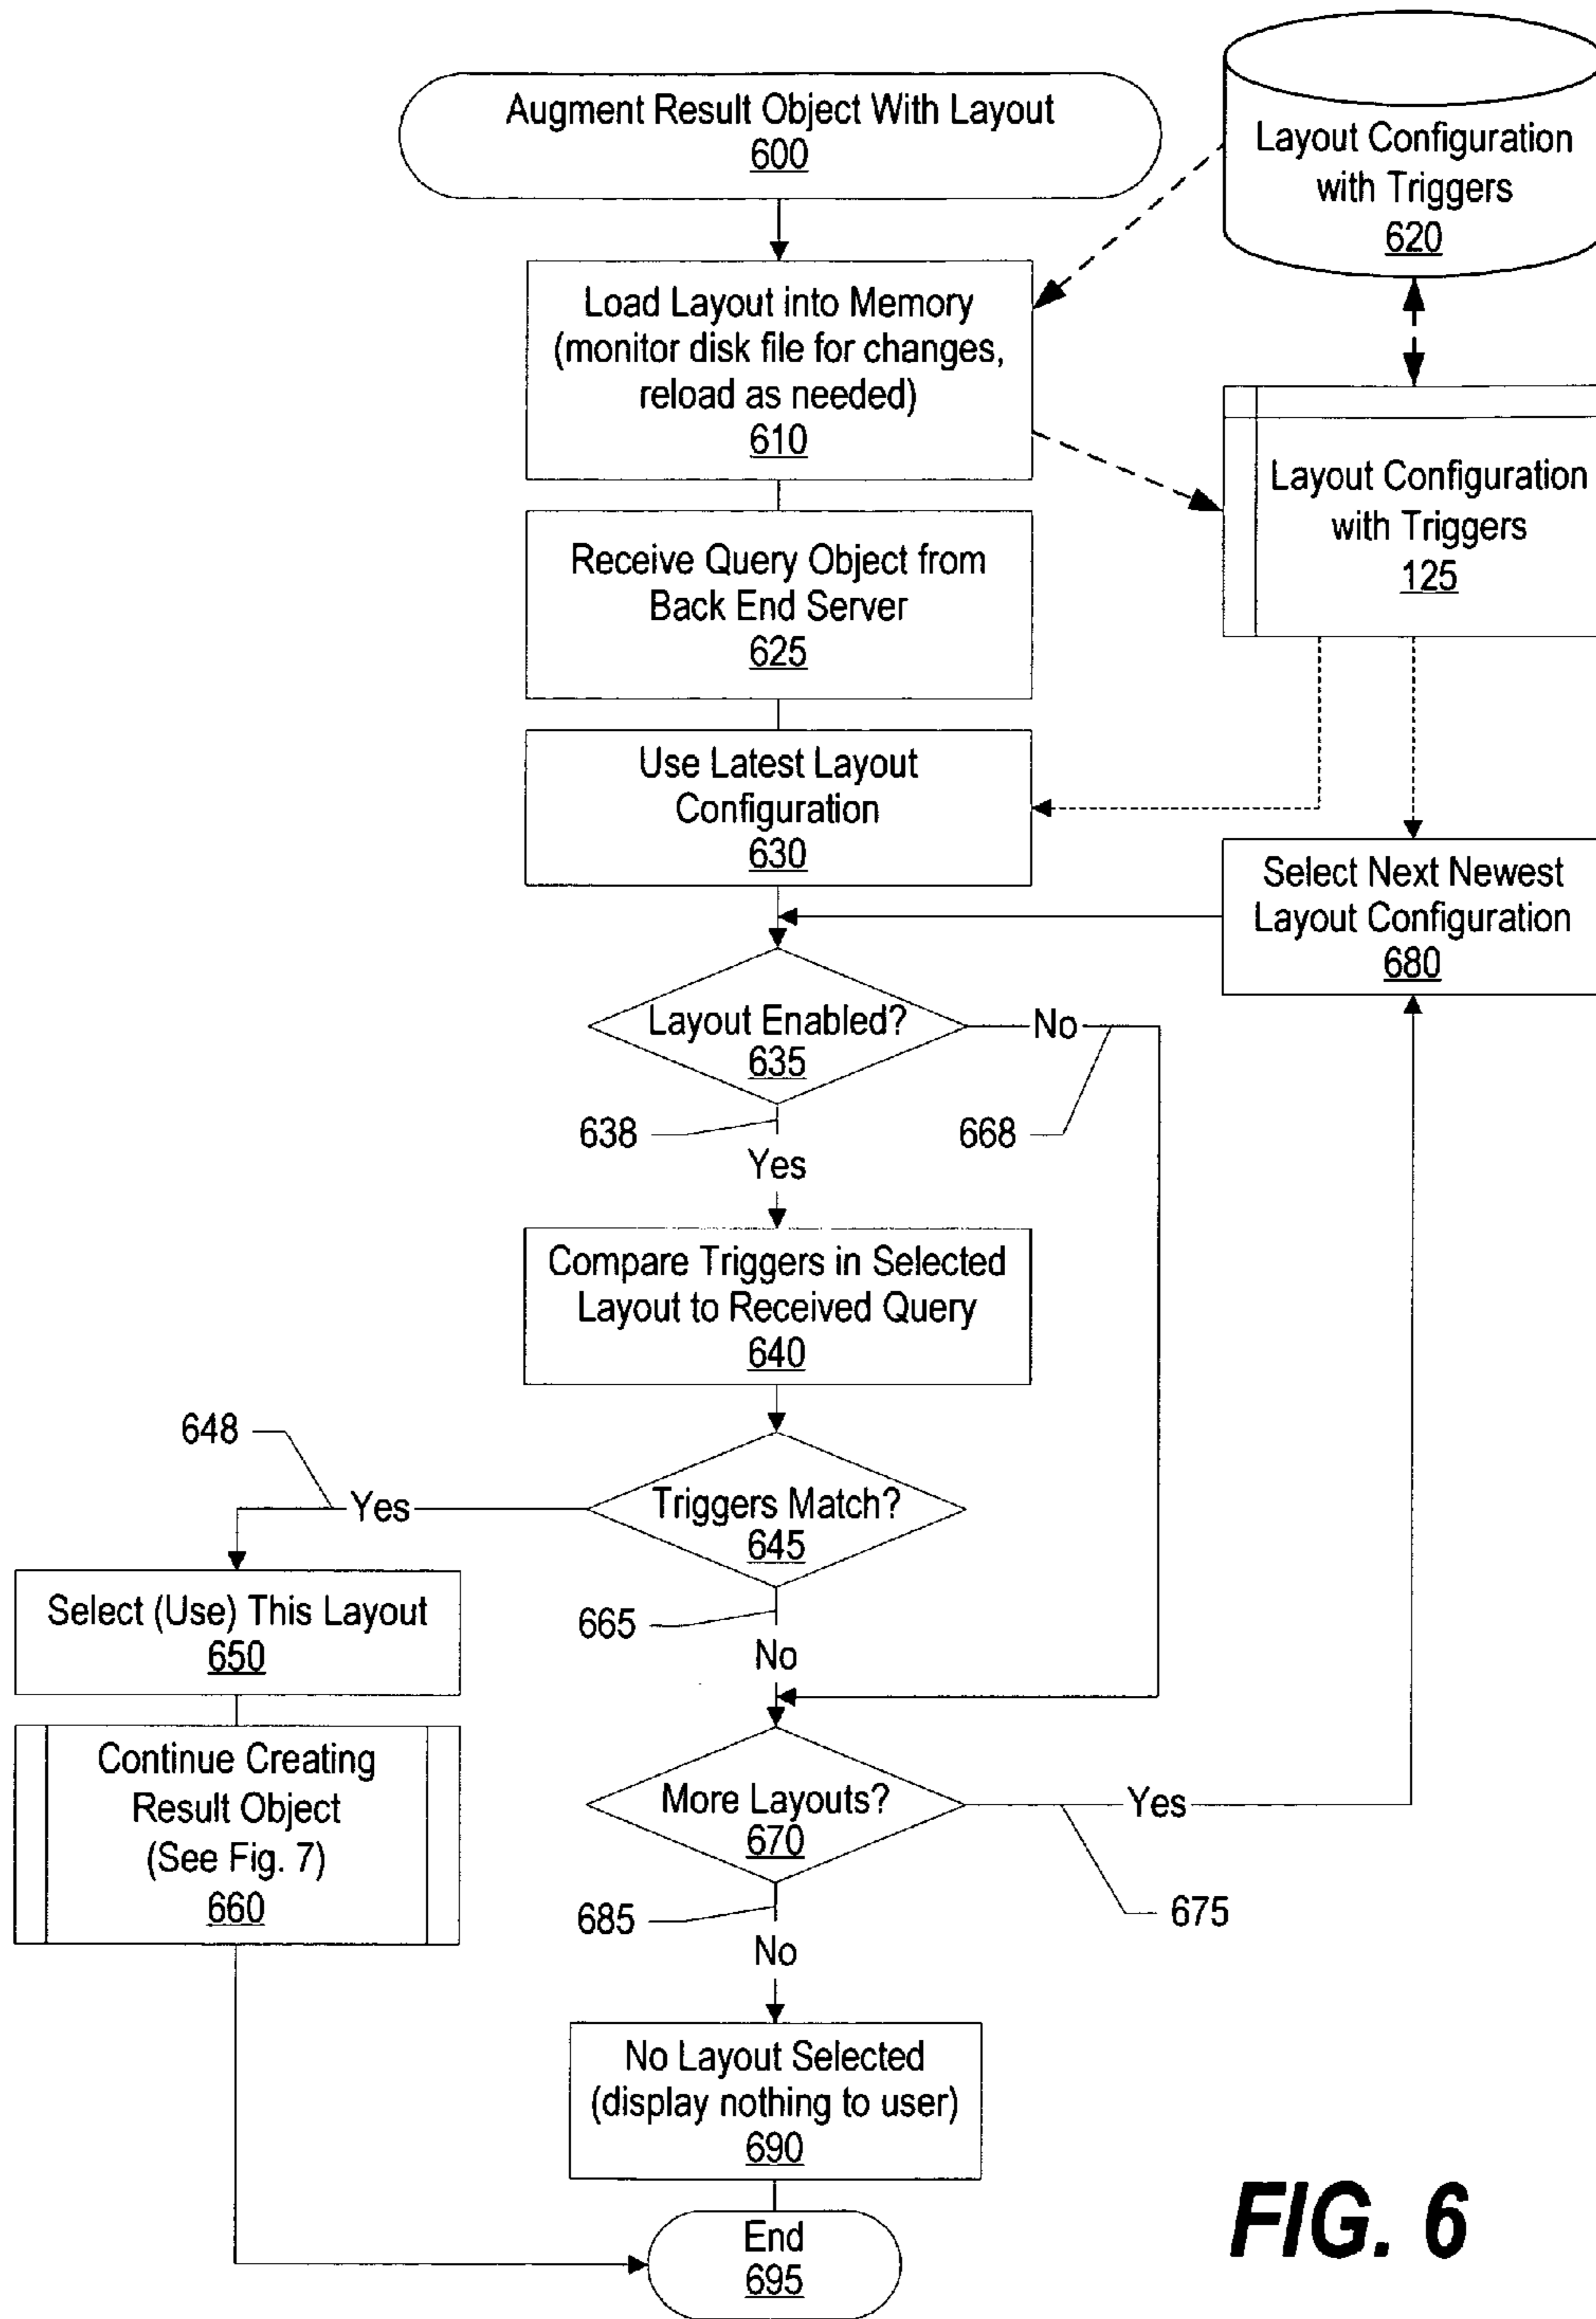 Augment Result Object With Layout
600
Layout Configuration
with Triggers
620
Load Layout into Memory
(monitor disk file for changes,
reload as needed)
610
Layout Configuration
with Triggers
125
Receive Query Object from
Back End Server
625
Use Latest Layout
Configuration
630
Select Next Newest
Layout Configuration
680
Layout Enabled?
635
No
638
668
Yes
Compare Triggers in Selected
Layout to Received Query
640
648
Yes
Triggers Match?
645
Select (Use) This Layout
650
665
No
Continue Creating
Result Object
(See Fig. 7)
660
More Layouts?
670
Yes
685
675
No
No Layout Selected
(display nothing to user)
690
End
695
FIG. 6